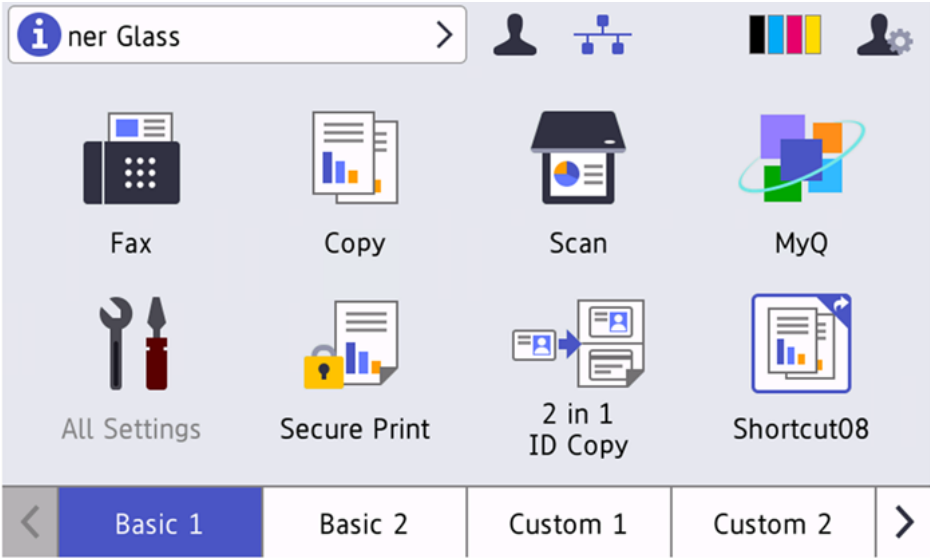 ner Glass
Fax
Copy
Scan
MyQ
All Settings
Secure Print
2 in 1
ID Copy
Shortcut08
Basic 1
Basic 2
Custom 1
Custom 2